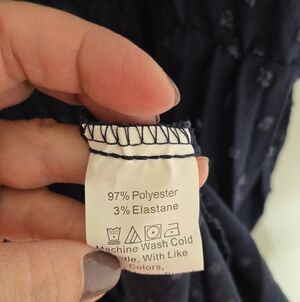 97% Polyester
3% Elastane
Machine Wash Cold
With Like
Colors,